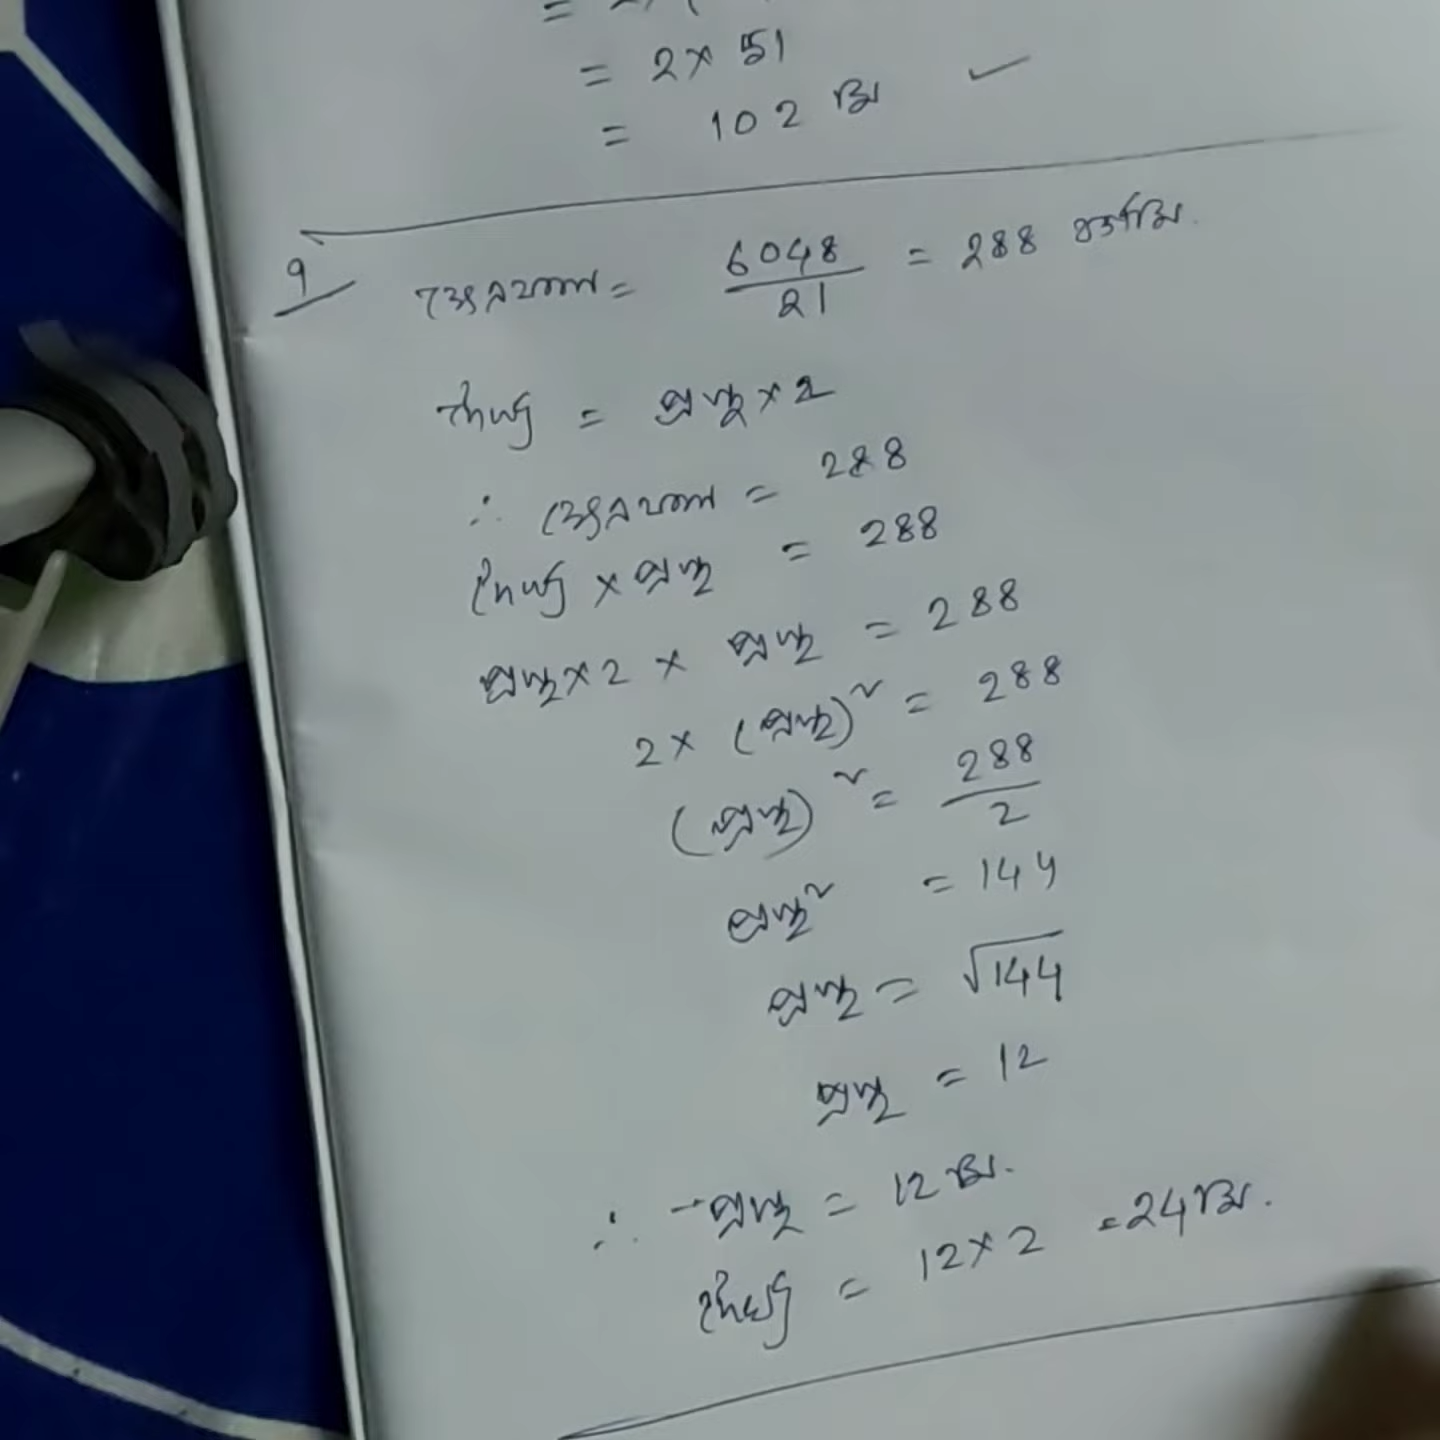 = 2 × 51
= 102 মি ✓
9 ক্ষেত্রফল = 6048/21 = 288 বর্গমি.
দৈর্ঘ্য = প্রস্থ × 2
∴ ক্ষেত্রফল = 288
দৈর্ঘ্য × প্রস্থ = 288
প্রস্থ × 2 × প্রস্থ = 288
2 × (প্রস্থ)² = 288
(প্রস্থ)² = 288/2
প্রস্থ² = 144
প্রস্থ = √144
প্রস্থ = 12
∴ প্রস্থ = 12 মি.
দৈর্ঘ্য = 12 × 2 = 24 মি.